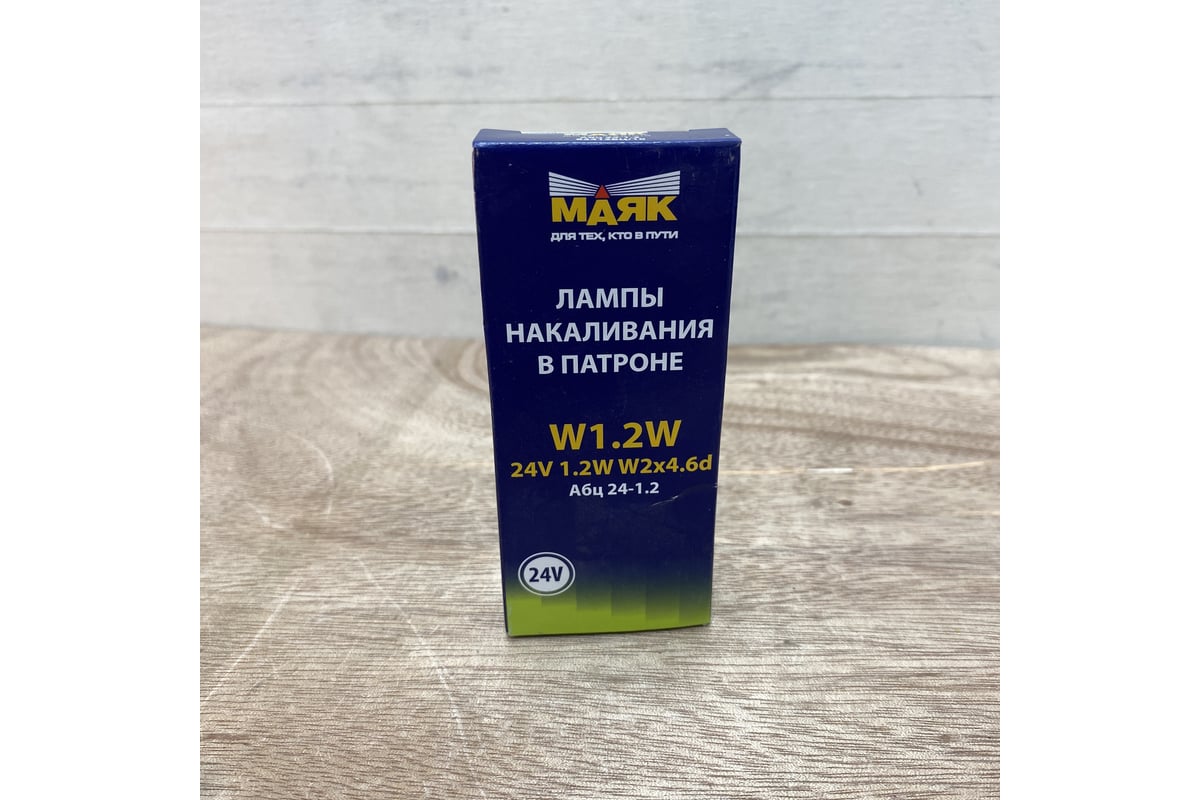 МАЯК
ДЛЯ ТЕХ, КТО В ПУТИ
ЛАМПЫ
НАКАЛИВАНИЯ
В ПАТРОНЕ
W1.2W
24V 1.2W W2x4.6d
Абц 24-1.2
24V